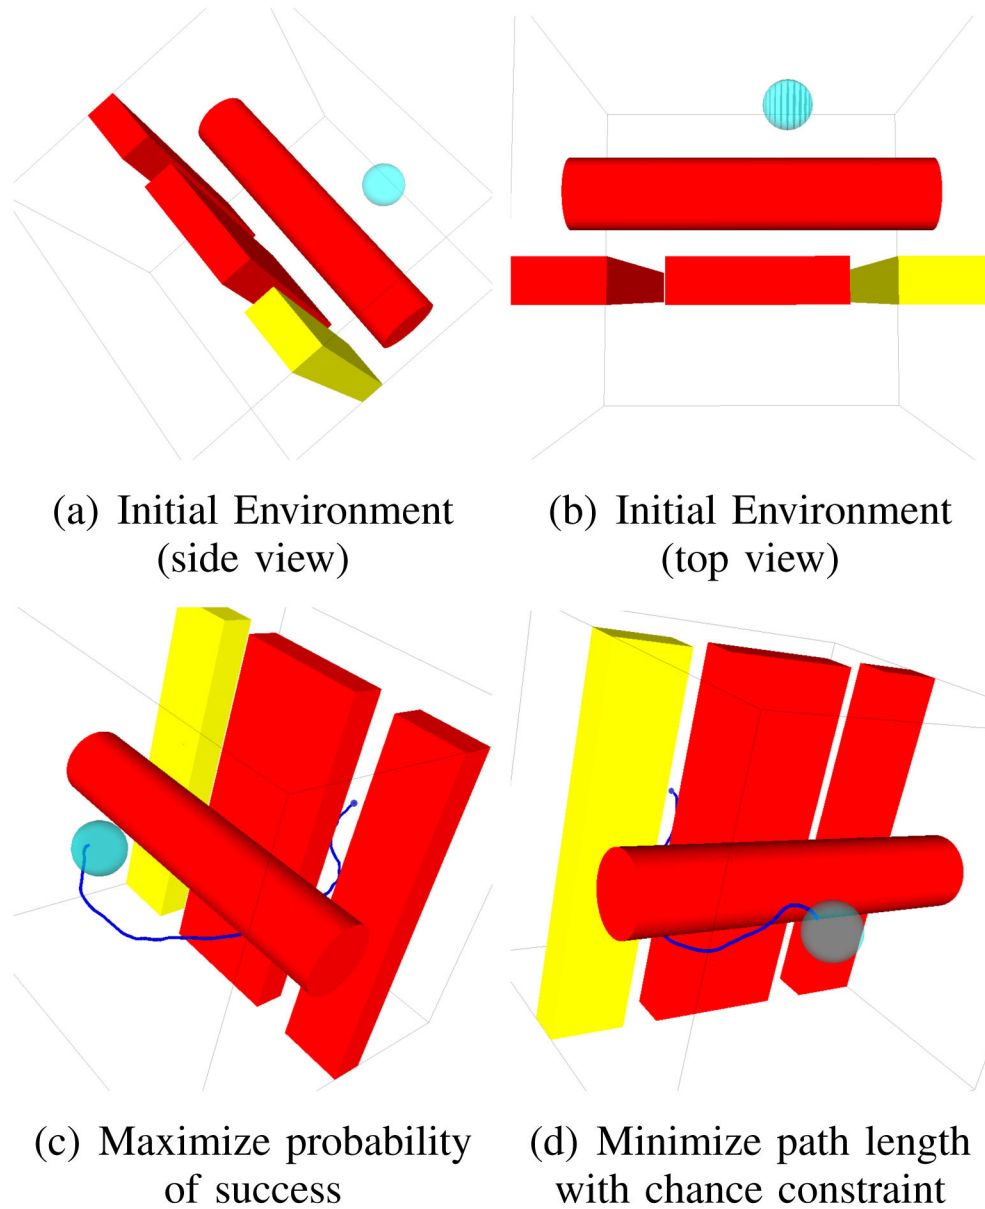 (a) Initial Environment
(side view)
(b) Initial Environment
(top view)
(c) Maximize probability
of success
(d) Minimize path length
with chance constraint